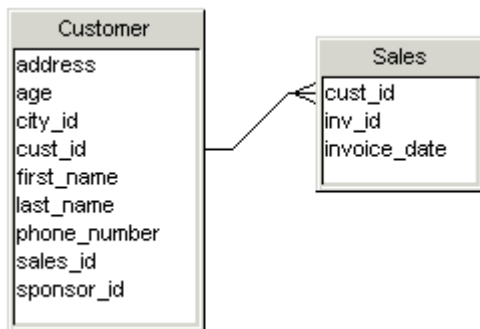 Customer
address
age
city_id
cust_id
first_name
last_name
phone_number
sales_id
sponsor_id
Sales
cust_id
inv_id
invoice_date